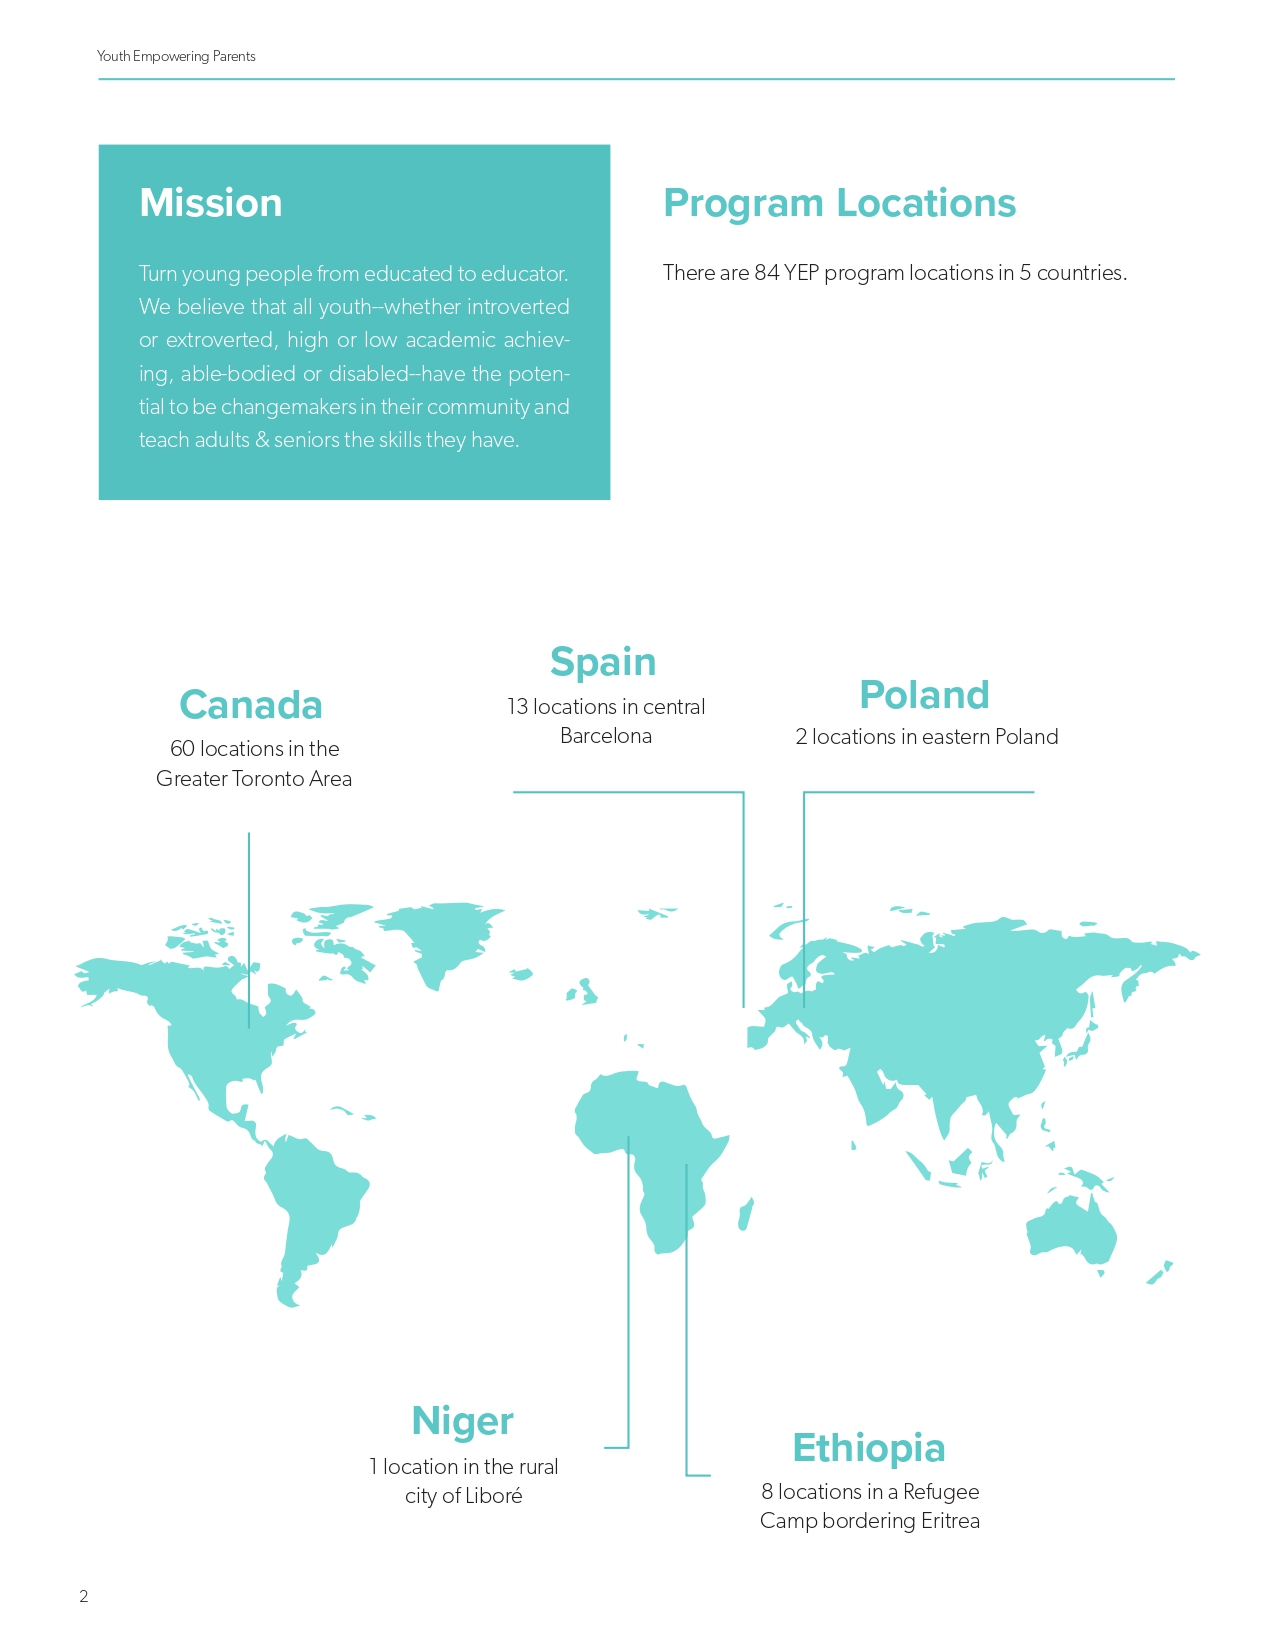 Youth Empowering Parents
Mission
Turn young people from educated to educator.
We believe that all youth--whether introverted
or extroverted, high or low academic achiev-
ing, able-bodied or disabled--have the poten-
tial to be changemakers in their community and
teach adults & seniors the skills they have.
Program Locations
There are 84 YEP program locations in 5 countries.
Canada
60 locations in the
Greater Toronto Area
Spain
13 locations in central
Barcelona
Poland
2 locations in eastern Poland
Niger
1 location in the rural
city of Liboré
Ethiopia
8 locations in a Refugee
Camp bordering Eritrea
2